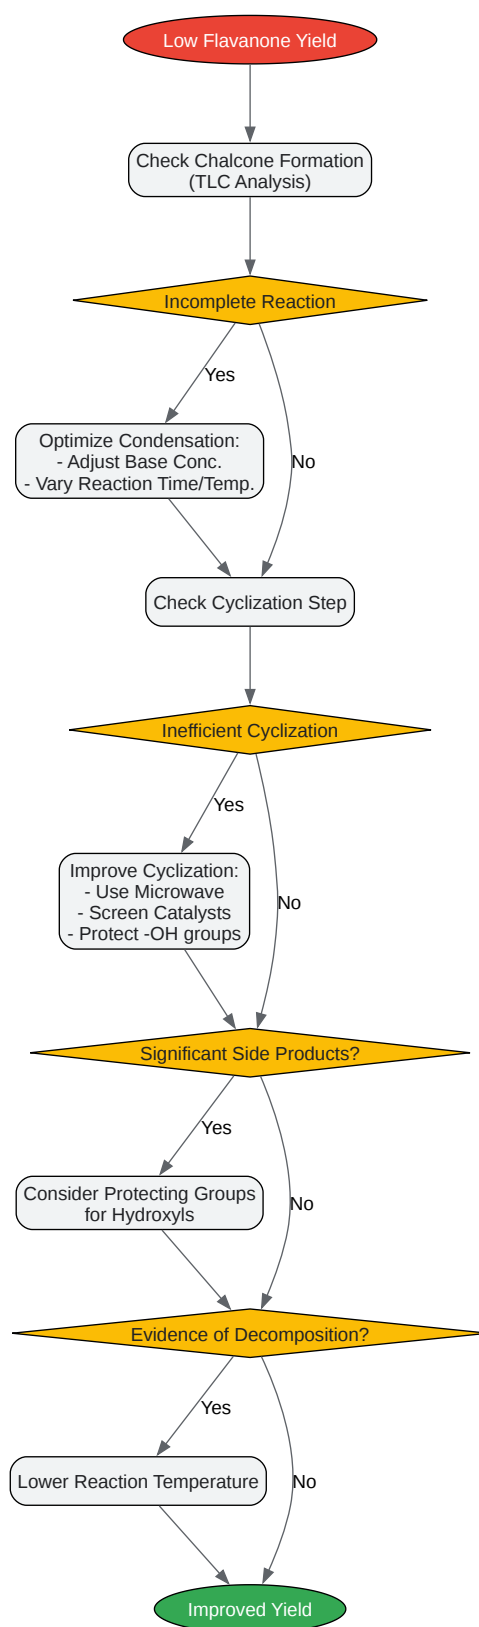 Low Flavanone Yield
Check Chalcone Formation
(TLC Analysis)
Incomplete Reaction
Yes
Optimize Condensation:
- Adjust Base Conc.
- Vary Reaction Time/Temp.
No
Check Cyclization Step
Inefficient Cyclization
Yes
Improve Cyclization:
- Use Microwave
- Screen Catalysts
- Protect -OH groups
No
Significant Side Products?
Yes
Consider Protecting Groups
for Hydroxyls
No
Evidence of Decomposition?
Yes
Lower Reaction Temperature
No
Improved Yield